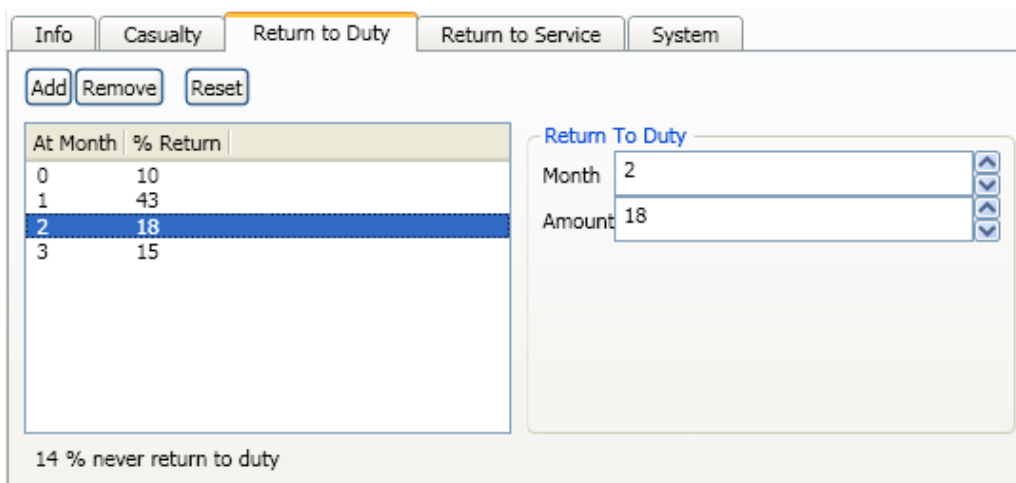 Info Casualty Return to Duty Return to Service System
Add Remove Reset
At Month % Return
0 10
1 43
2 18
3 15
Return To Duty
Month 2
Amount 18
14 % never return to duty